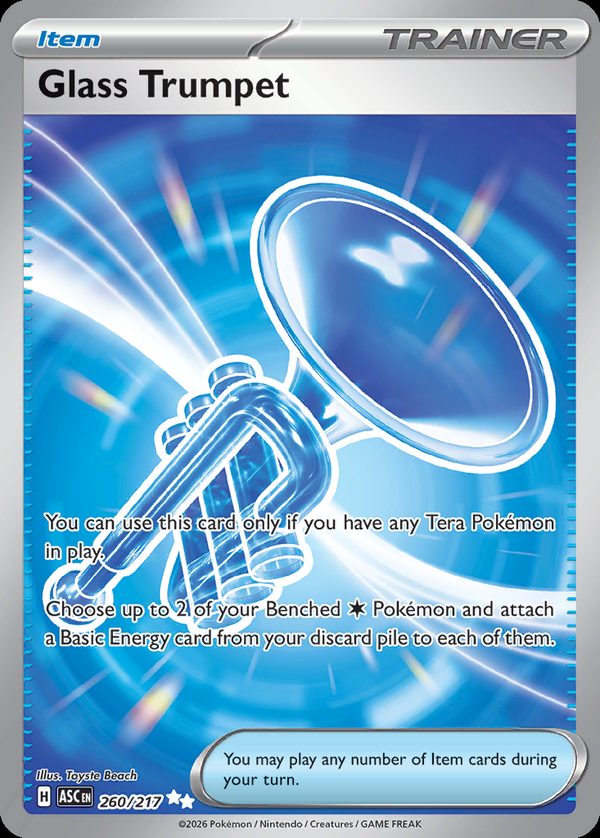 Item
TRAINER
Glass Trumpet
You can use this card only if you have any Tera Pokémon
in play.
Choose up to 2 of your Benched Pokémon and attach
a Basic Energy card from your discard pile to each of them.
You may play any number of Item cards during
your turn.
Illus. Toyste Beach
H ASC EN 260/217
©2026 Pokémon / Nintendo / Creatures / GAME FREAK